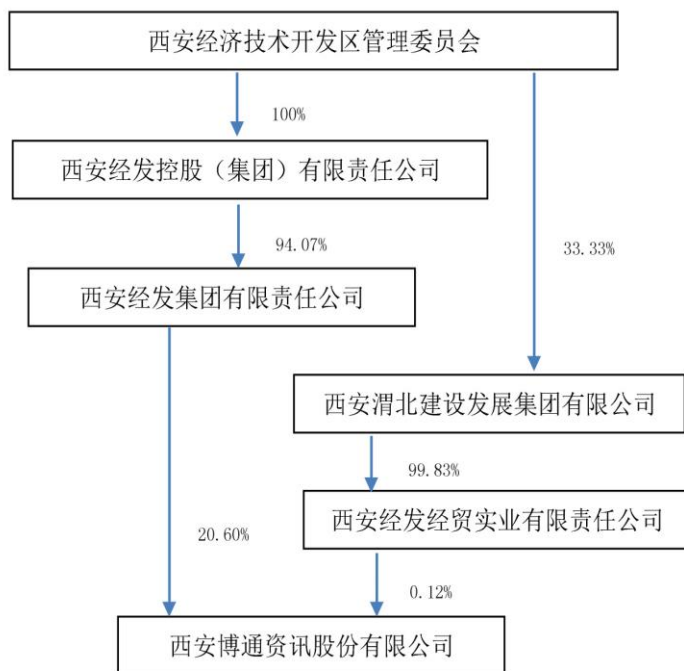 西安经济技术开发区管理委员会
100%
西安经发控股（集团）有限责任公司
94.07%
33.33%
西安经发集团有限责任公司
西安渭北建设发展集团有限公司
99.83%
西安经发经贸实业有限责任公司
20.60%
0.12%
西安博通资讯股份有限公司